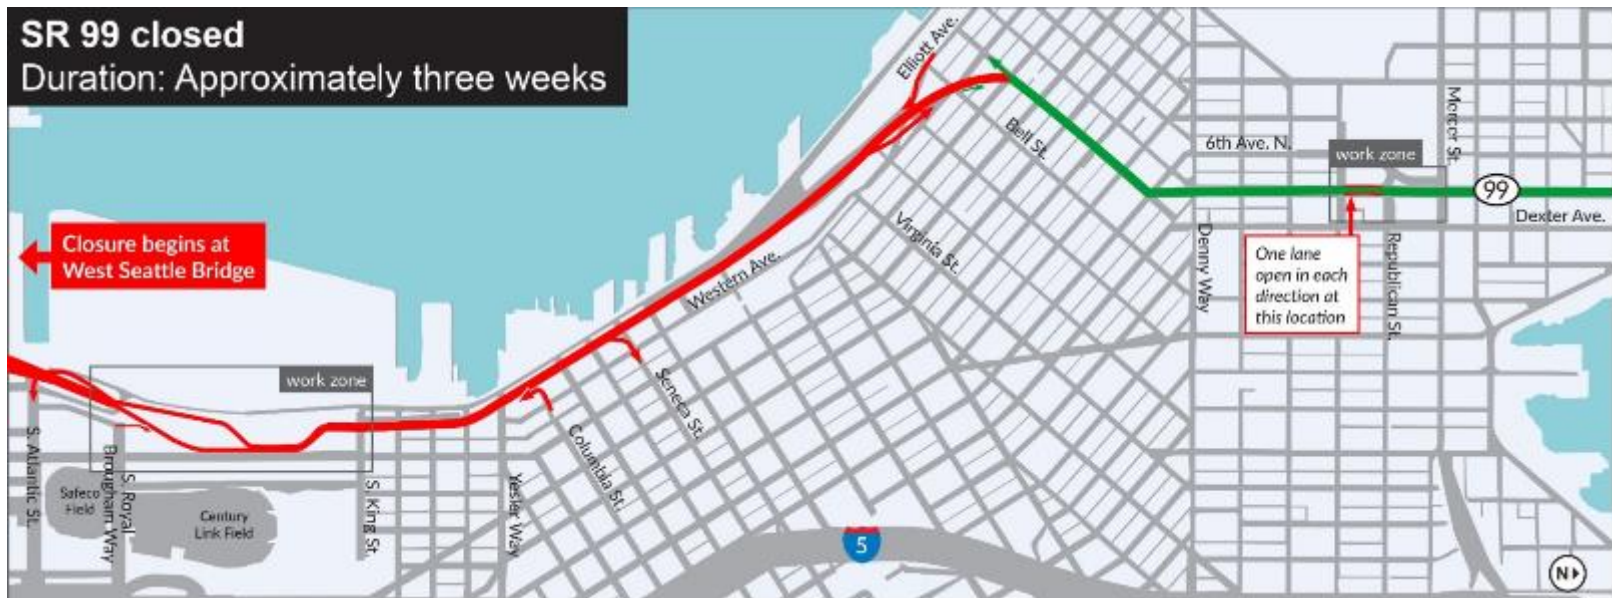 SR 99 closed
Duration: Approximately three weeks
Elliott Ave.
Bell St.
6th Ave. N.
Mercer St.
work zone
99
Dexter Ave.
Closure begins at
West Seattle Bridge
Western Ave.
Virginia St.
Denny Way
One lane
open in each
direction at
this location
Republican St.
work zone
Seneca St.
Columbia St.
Yesler Way
S. King St.
S. Atlantic St.
S. Royal
Brougham Way
Safeco
Field
Century
Link Field
5
N